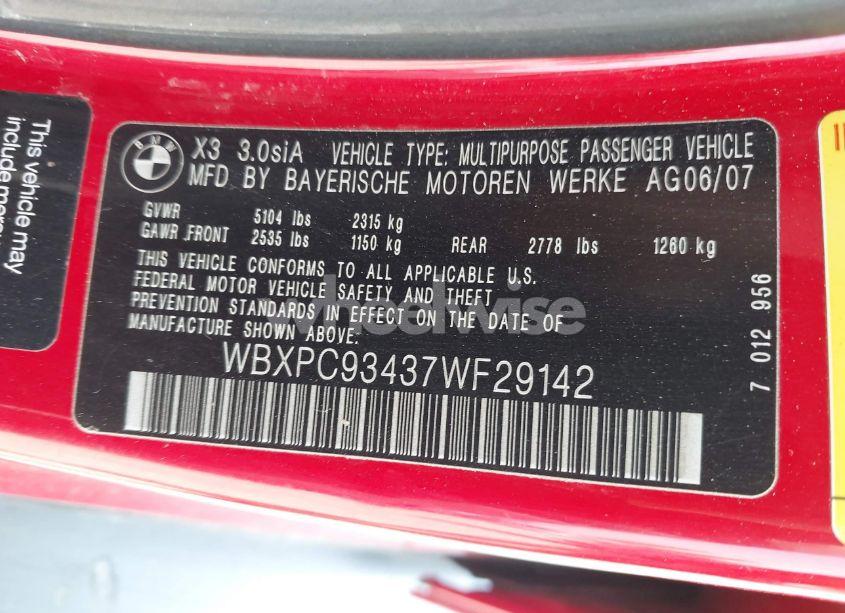 BMW
X3 3.0siA VEHICLE TYPE: MULTIPURPOSE PASSENGER VEHICLE
MFD BY BAYERISCHE MOTOREN WERKE AG06/07
GVWR 5104 lbs 2315 kg
GAWR FRONT 2535 lbs 1150 kg REAR 2778 lbs 1260 kg
THIS VEHICLE CONFORMS TO ALL APPLICABLE U.S.
FEDERAL MOTOR VEHICLE SAFETY AND THEFT
PREVENTION STANDARDS IN EFFECT ON THE DATE OF
MANUFACTURE SHOWN ABOVE:
WBXPC93437WF29142
7 012 956
This vehicle may
include
wheelwise